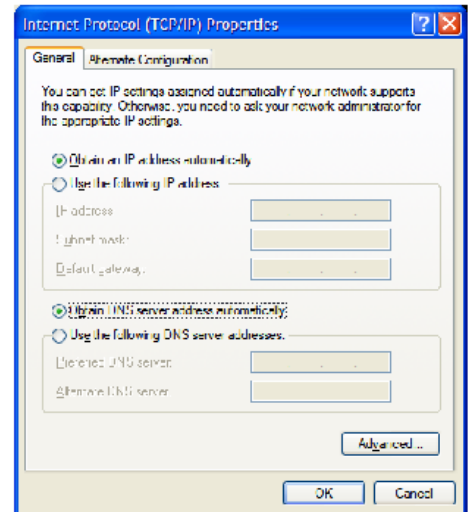 Internet Protocol (TCP/IP) Properties
General
Alternate Configuration
You can get IP settings assigned automatically if your network supports
this capability. Otherwise, you need to ask your network administrator for
the appropriate IP settings.
Obtain an IP address automatically
Use the following IP address:
IP address:
Subnet mask:
Default gateway:
Obtain DNS server address automatically
Use the following DNS server addresses:
Preferred DNS server:
Alternate DNS server:
Advanced...
OK
Cancel